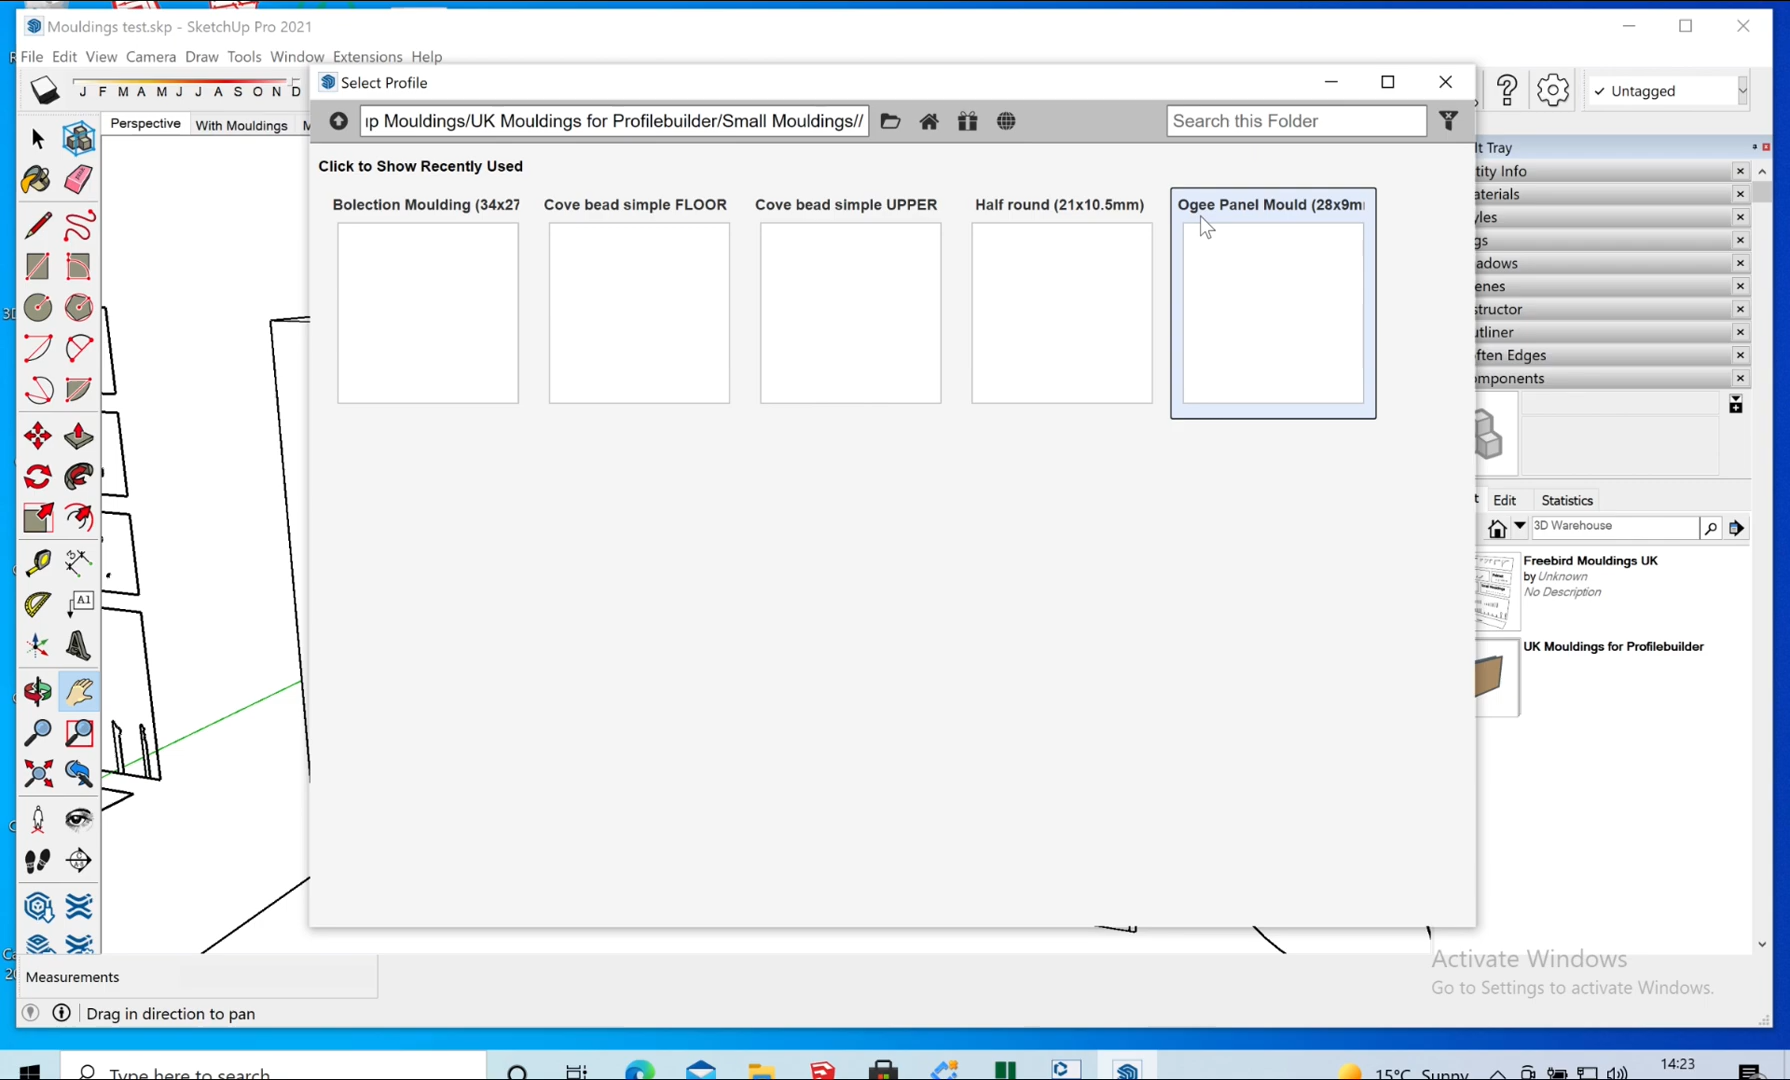 Mouldings test.skp - SketchUp Pro 2021
File Edit View Camera Draw Tools Window Extensions Help
Select Profile
J F M A M J J A S O N D
ıp Mouldings/UK Mouldings for Profilebuilder/Small Mouldings//
Search this Folder
Untagged
Perspective
With Mouldings
M
Click to Show Recently Used
Bolection Moulding (34x27
Cove bead simple FLOOR
Cove bead simple UPPER
Half round (21x10.5mm)
Ogee Panel Mould (28x9m
lt Tray
tity Info
aterials
yles
gs
adows
enes
structor
utliner
ften Edges
omponents
A1
t Edit Statistics
3D Warehouse
Freebird Mouldings UK
by Unknown
No Description
UK Mouldings for Profilebuilder
Measurements
Drag in direction to pan
Activate Windows
Go to Settings to activate Windows.
Type here to search
15°C Sunny
14:23